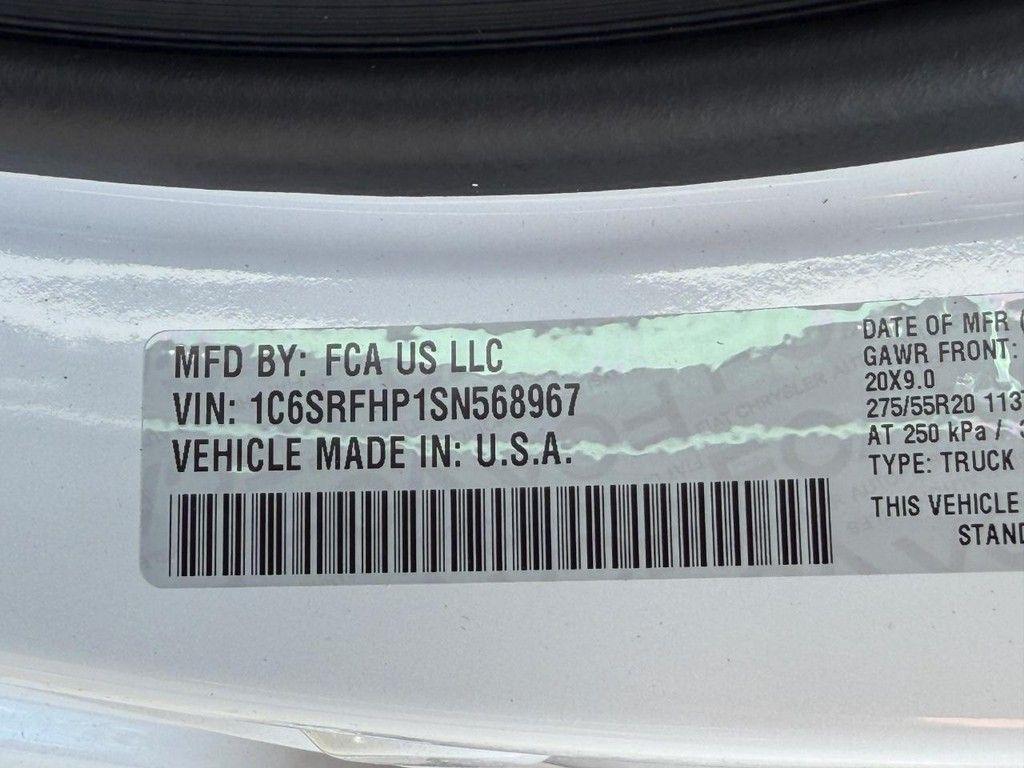 MFD BY: FCA US LLC
VIN: 1C6SRFHP1SN568967
VEHICLE MADE IN: U.S.A.
DATE OF MFR (
GAWR FRONT:
20X9.0
275/55R20 113
AT 250 kPa /
TYPE: TRUCK
THIS VEHICLE
STAND